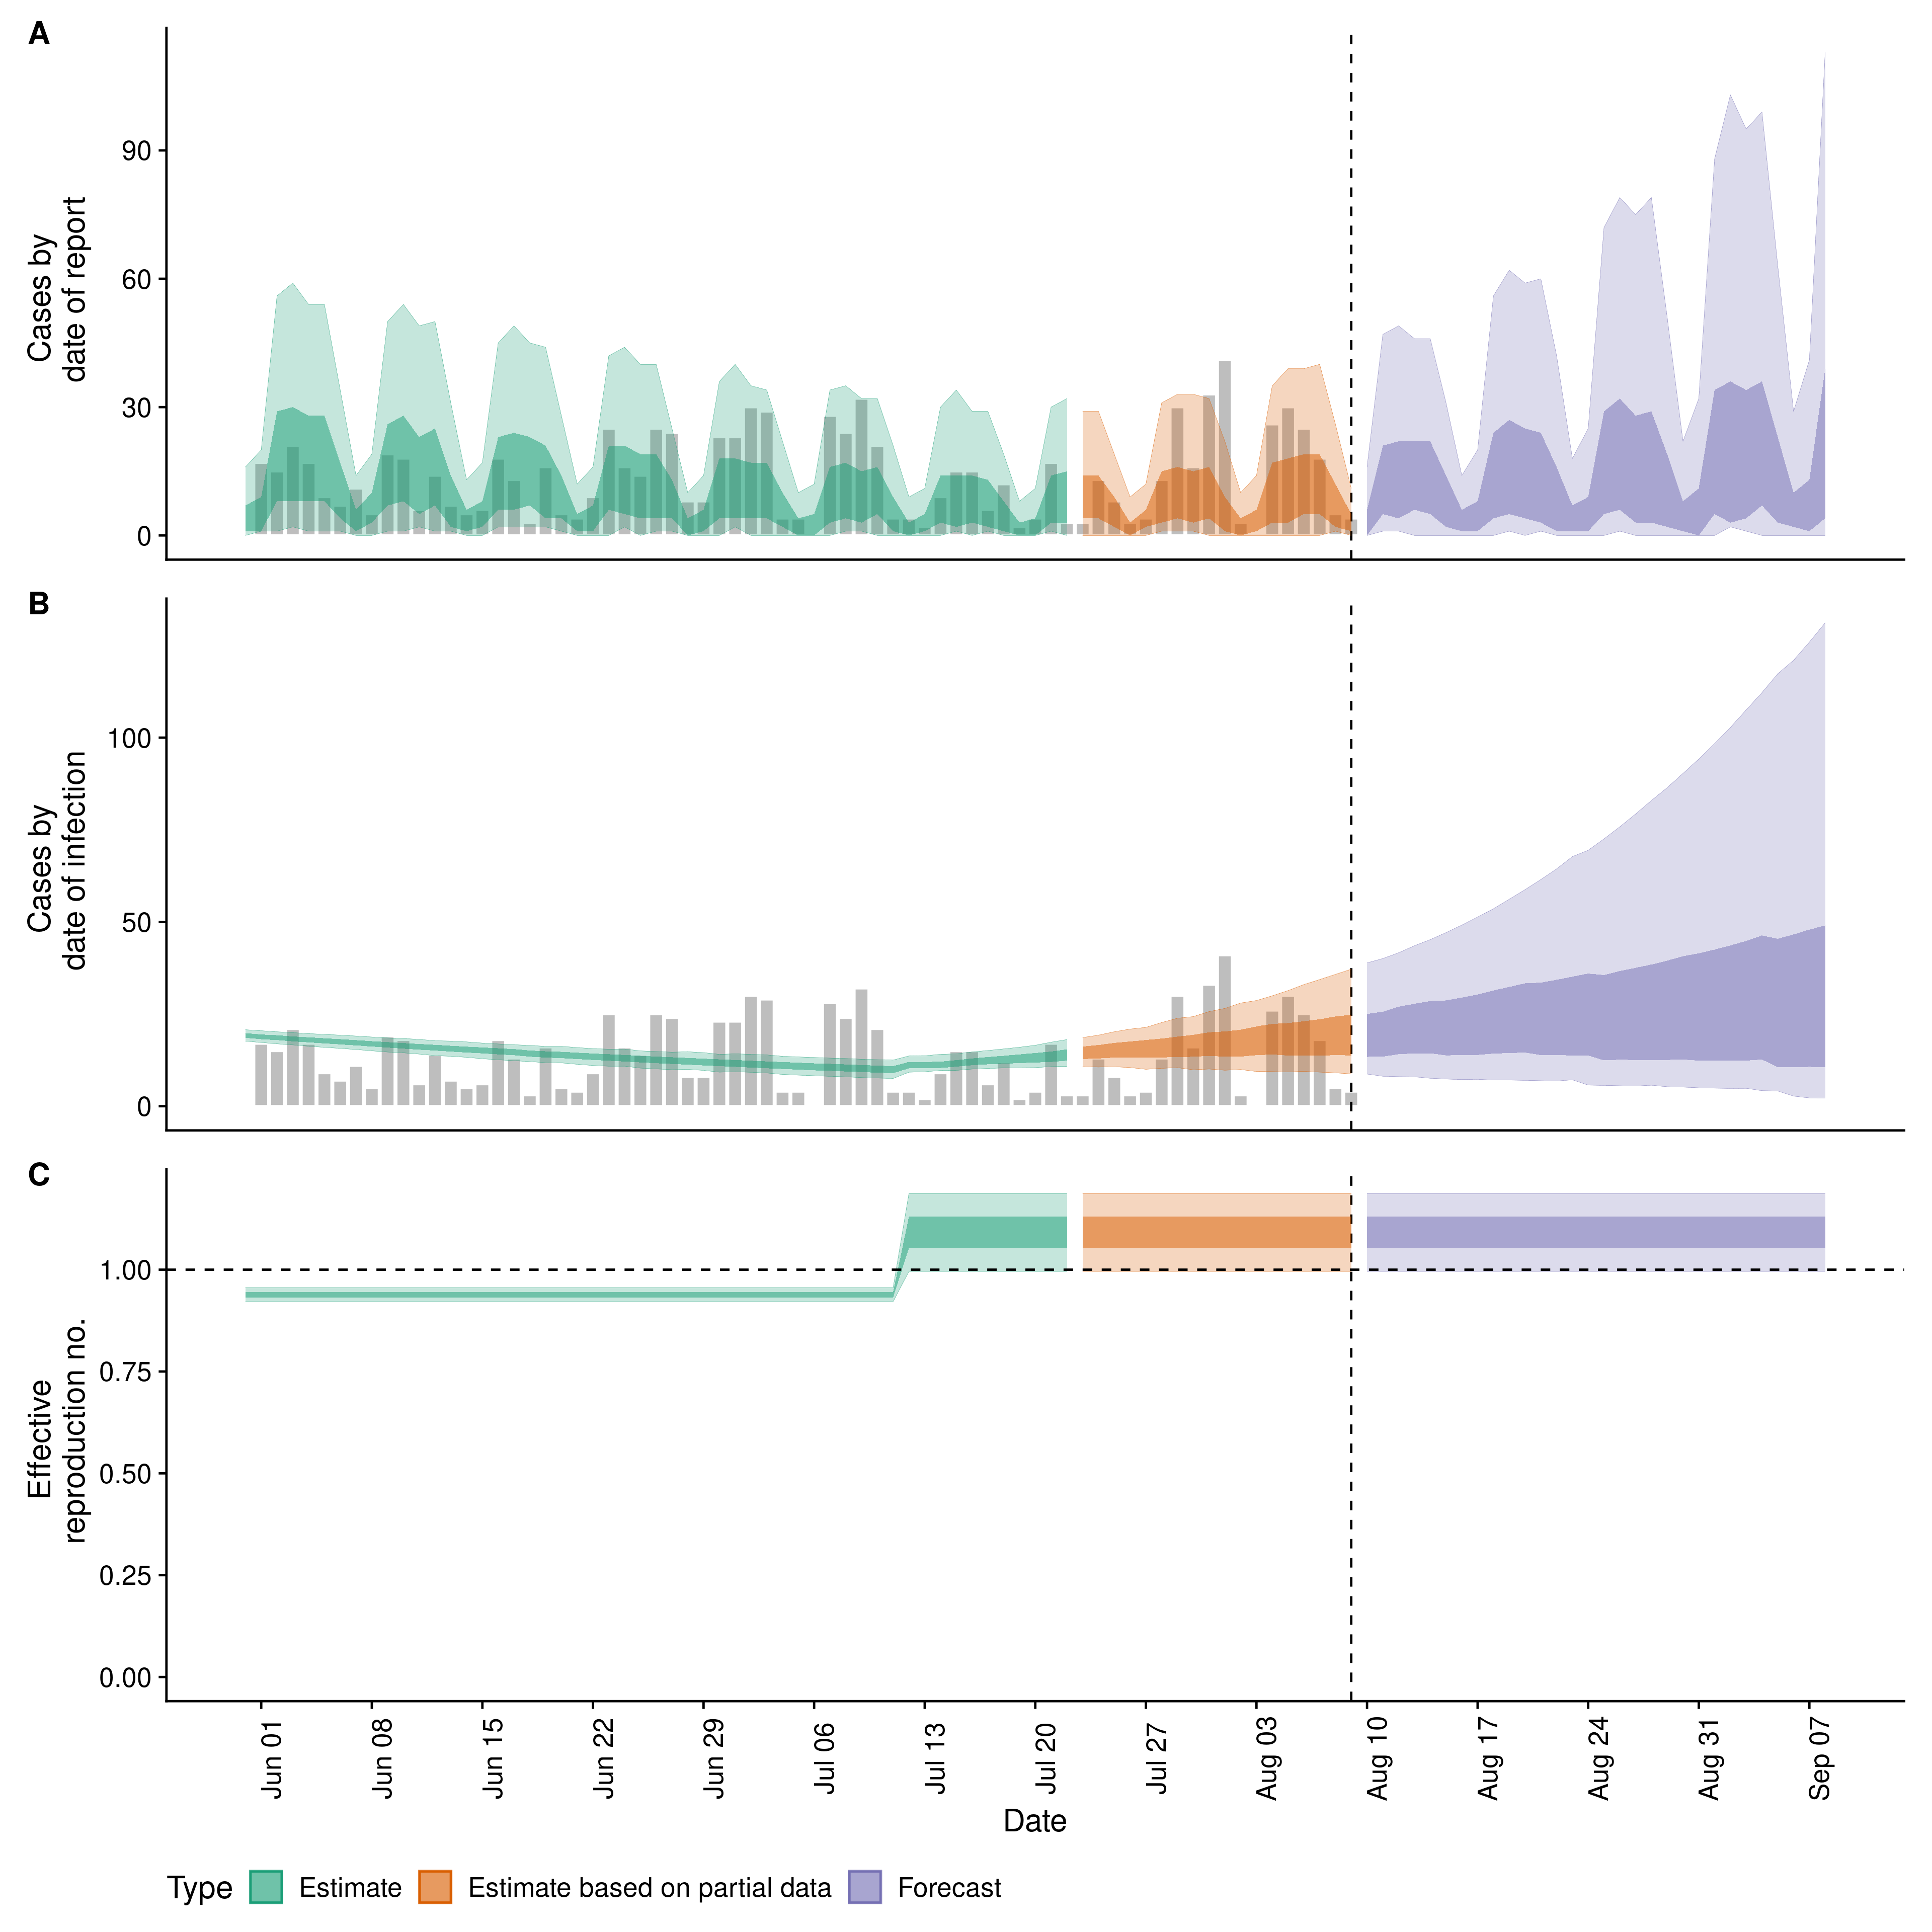 A
Cases by
date of report
90
60
30
0
B
Cases by
date of infection
100
50
0
C
Effective
reproduction no.
1.00
0.75
0.50
0.25
0.00
Jun 01
Jun 08
Jun 15
Jun 22
Jun 29
Jul 06
Jul 13
Jul 20
Jul 27
Aug 03
Aug 10
Aug 17
Aug 24
Aug 31
Sep 07
Date
Type Estimate Estimate based on partial data Forecast